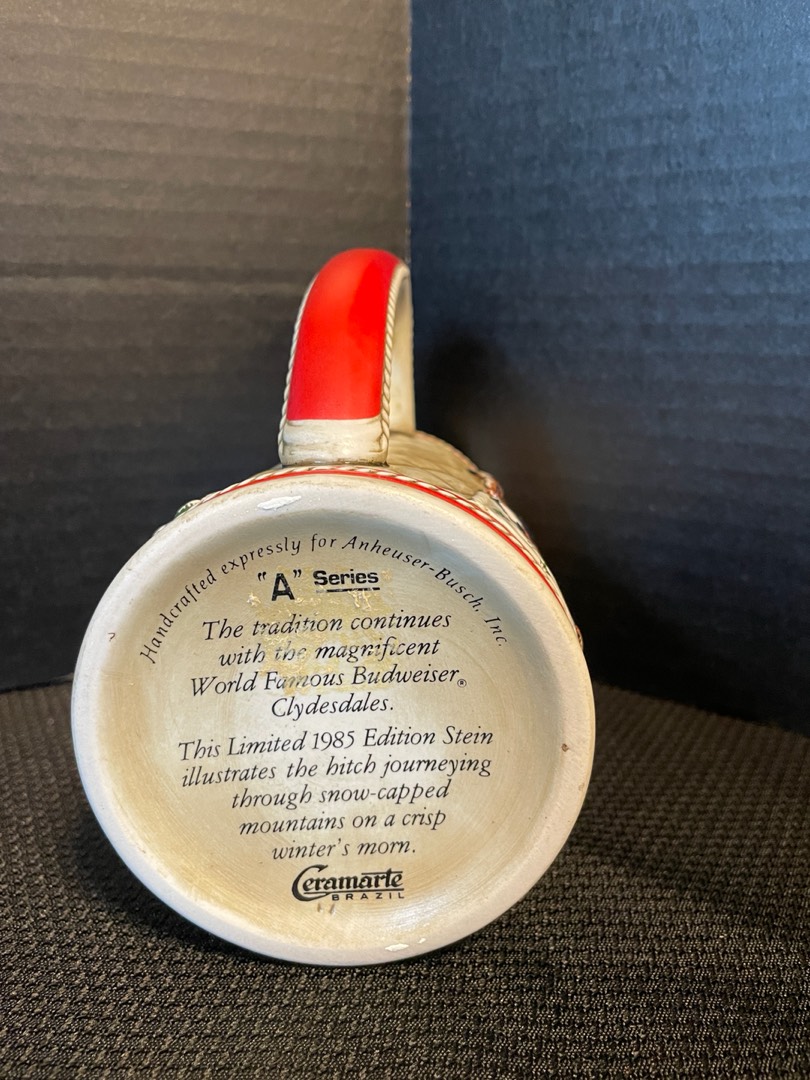 Handcrafted expressly for Anheuser-Busch, Inc.
"A" Series
The tradition continues
with the magnificent
World Famous Budweiser®
Clydesdales.
This Limited 1985 Edition Stein
illustrates the hitch journeying
through snow-capped
mountains on a crisp
winter's morn.
Ceramarte
BRAZIL